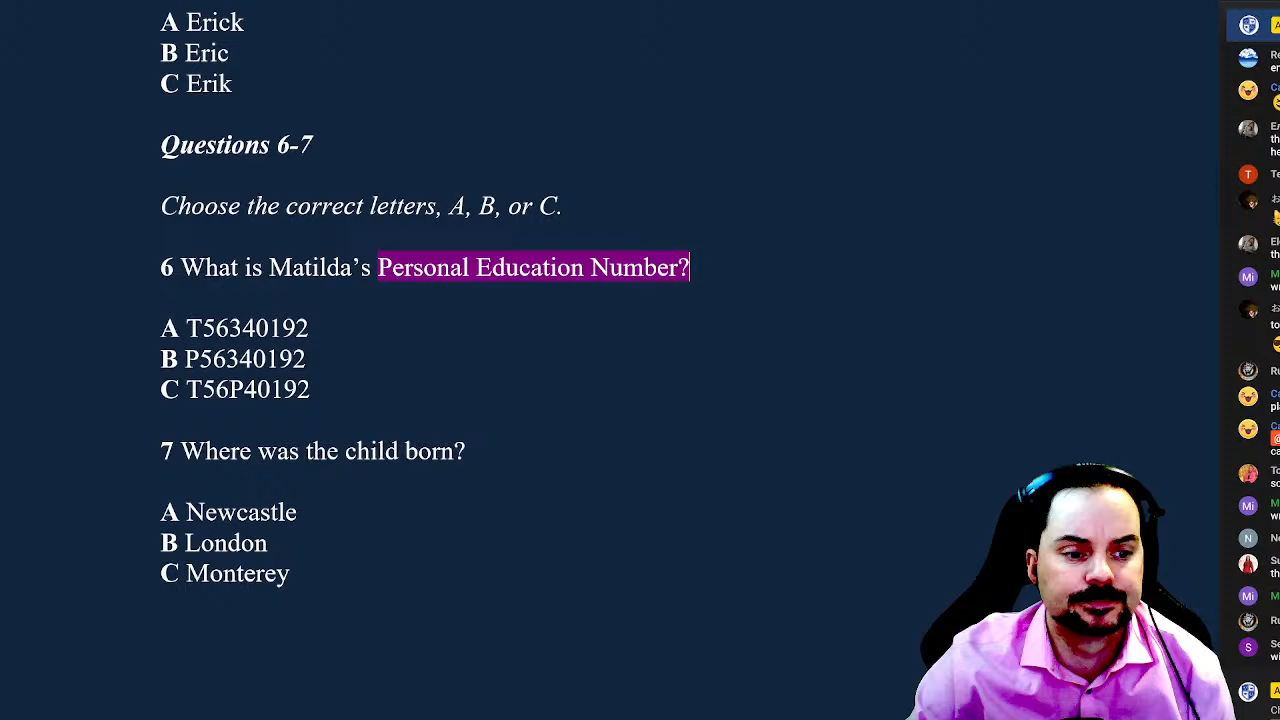 A Erick
B Eric
C Erik
Questions 6-7
Choose the correct letters, A, B, or C.
6 What is Matilda’s Personal Education Number?
A T56340192
B P56340192
C T56P40192
7 Where was the child born?
A Newcastle
B London
C Monterey